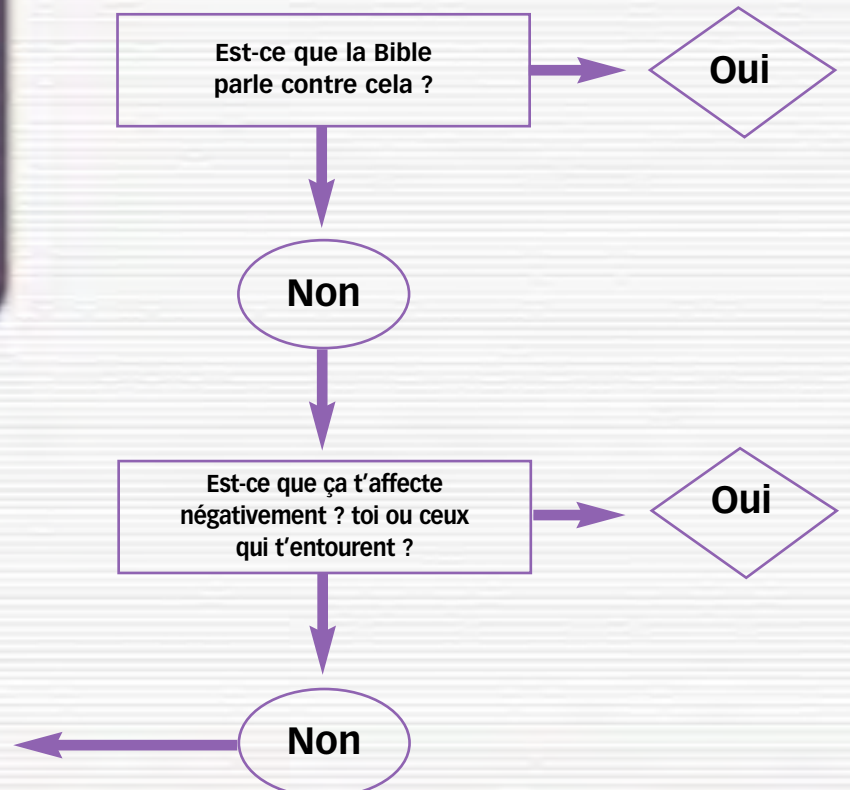 Est-ce que la Bible
parle contre cela ?
Oui
Non
Est-ce que ça t'affecte
négativement ? toi ou ceux
qui t'entourent ?
Oui
Non